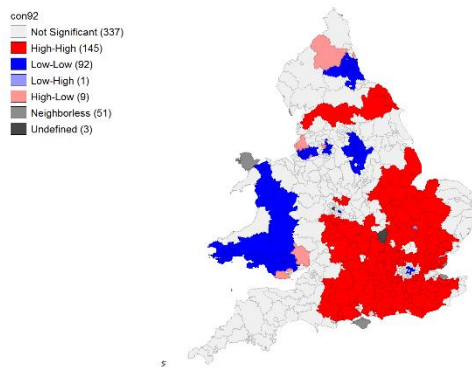 con92
Not Significant (337)
High-High (145)
Low-Low (92)
Low-High (1)
High-Low (9)
Neighborless (51)
Undefined (3)